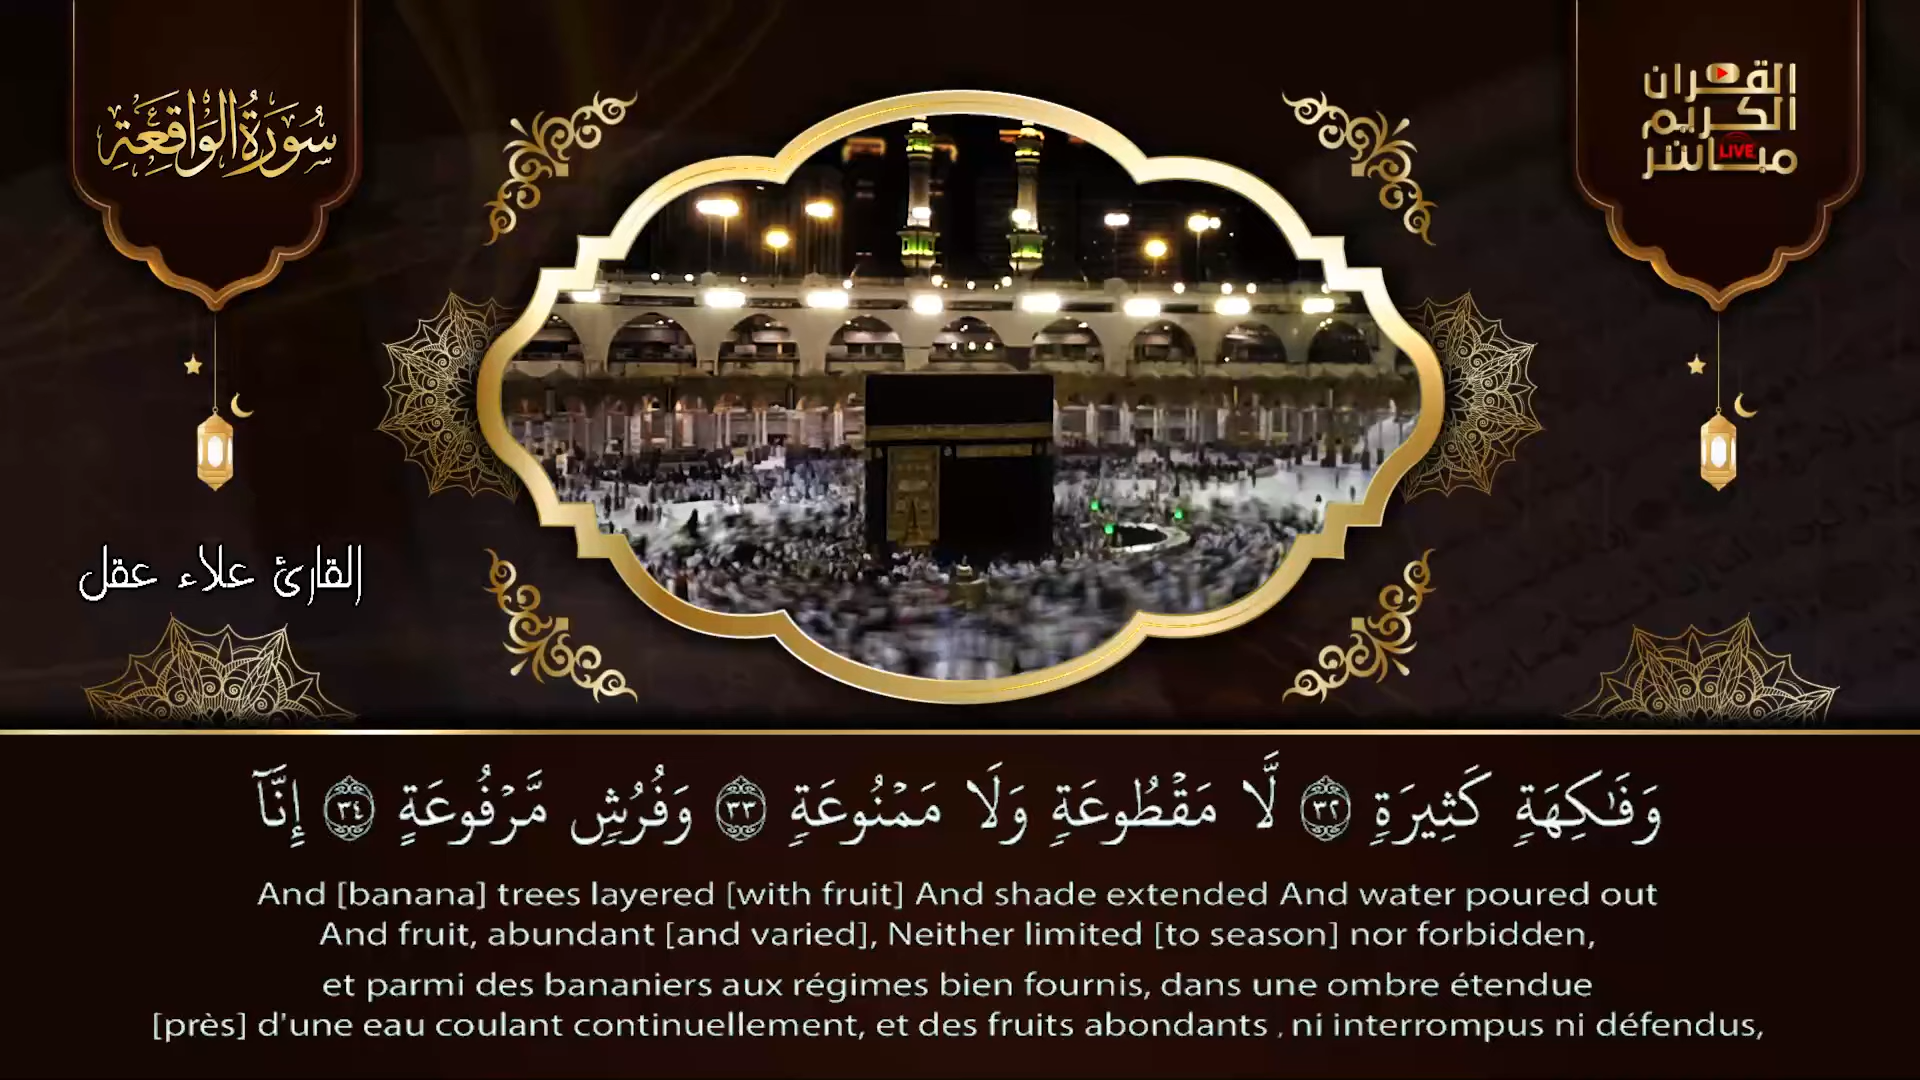 سُورَةُ الوَاقِعَةِ
القرآن
الكريم
مباشر
LIVE
القارئ علاء عقل
وَفَٰكِهَةٖ كَثِيرَةٖ ٣٢ لَّا مَقۡطُوعَةٖ وَلَا مَمۡنُوعَةٖ ٣٣ وَفُرُشٖ مَّرۡفُوعَةٍ ٣٤ إِنَّآ
And [banana] trees layered [with fruit] And shade extended And water poured out
And fruit, abundant [and varied], Neither limited [to season] nor forbidden,
et parmi des bananiers aux régimes bien fournis, dans une ombre étendue
[près] d'une eau coulant continuellement, et des fruits abondants , ni interrompus ni défendus,